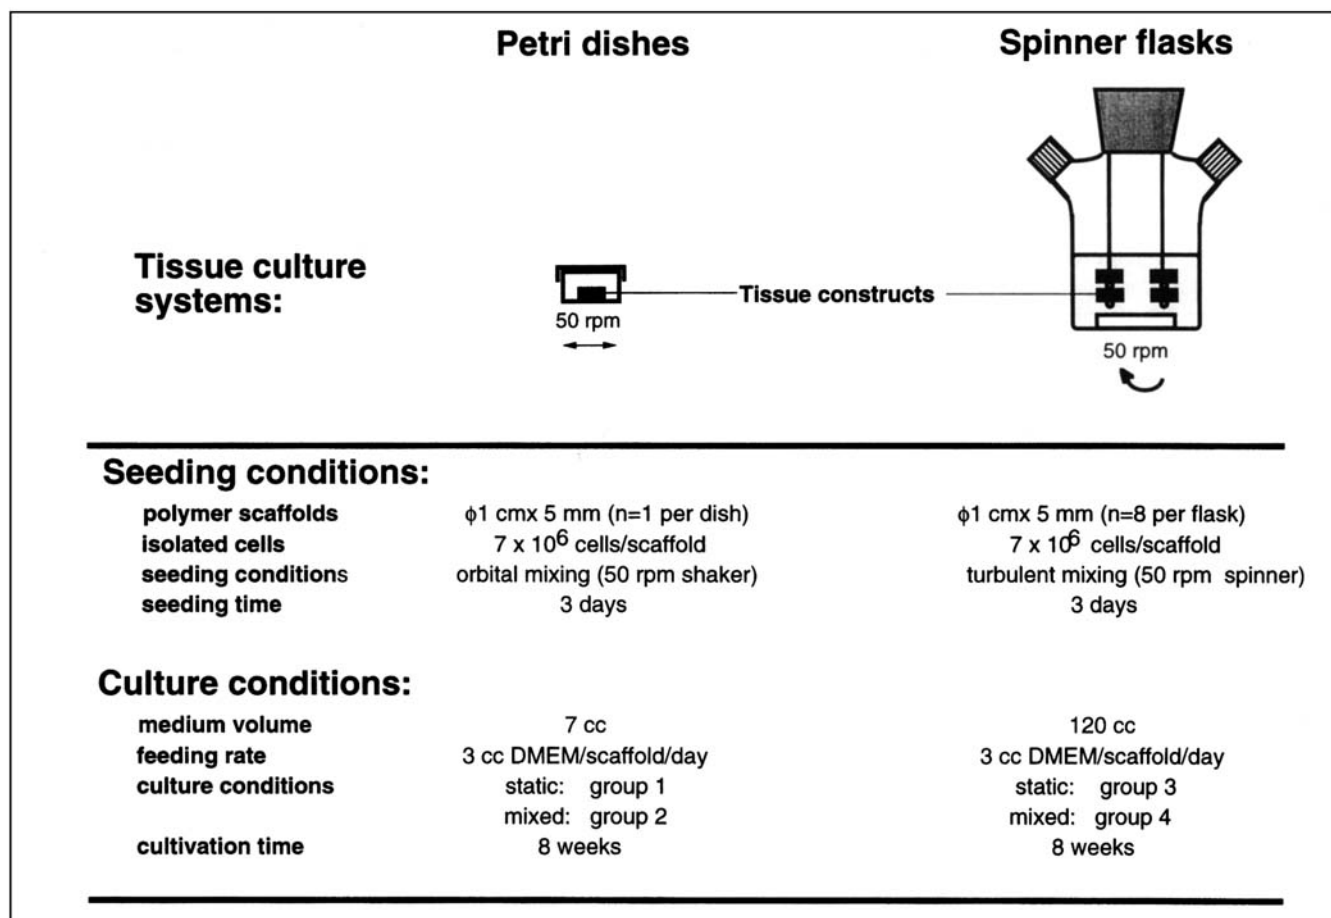 Petri dishes Spinner flasks
Tissue culture
systems:
Tissue constructs
50 rpm
50 rpm
Seeding conditions:
polymer scaffolds ϕ1 cmx 5 mm (n=1 per dish) ϕ1 cmx 5 mm (n=8 per flask)
isolated cells 7 x 10⁶ cells/scaffold 7 x 10⁶ cells/scaffold
seeding conditions orbital mixing (50 rpm shaker) turbulent mixing (50 rpm spinner)
seeding time 3 days 3 days
Culture conditions:
medium volume 7 cc 120 cc
feeding rate 3 cc DMEM/scaffold/day 3 cc DMEM/scaffold/day
culture conditions static: group 1 static: group 3
mixed: group 2 mixed: group 4
cultivation time 8 weeks 8 weeks